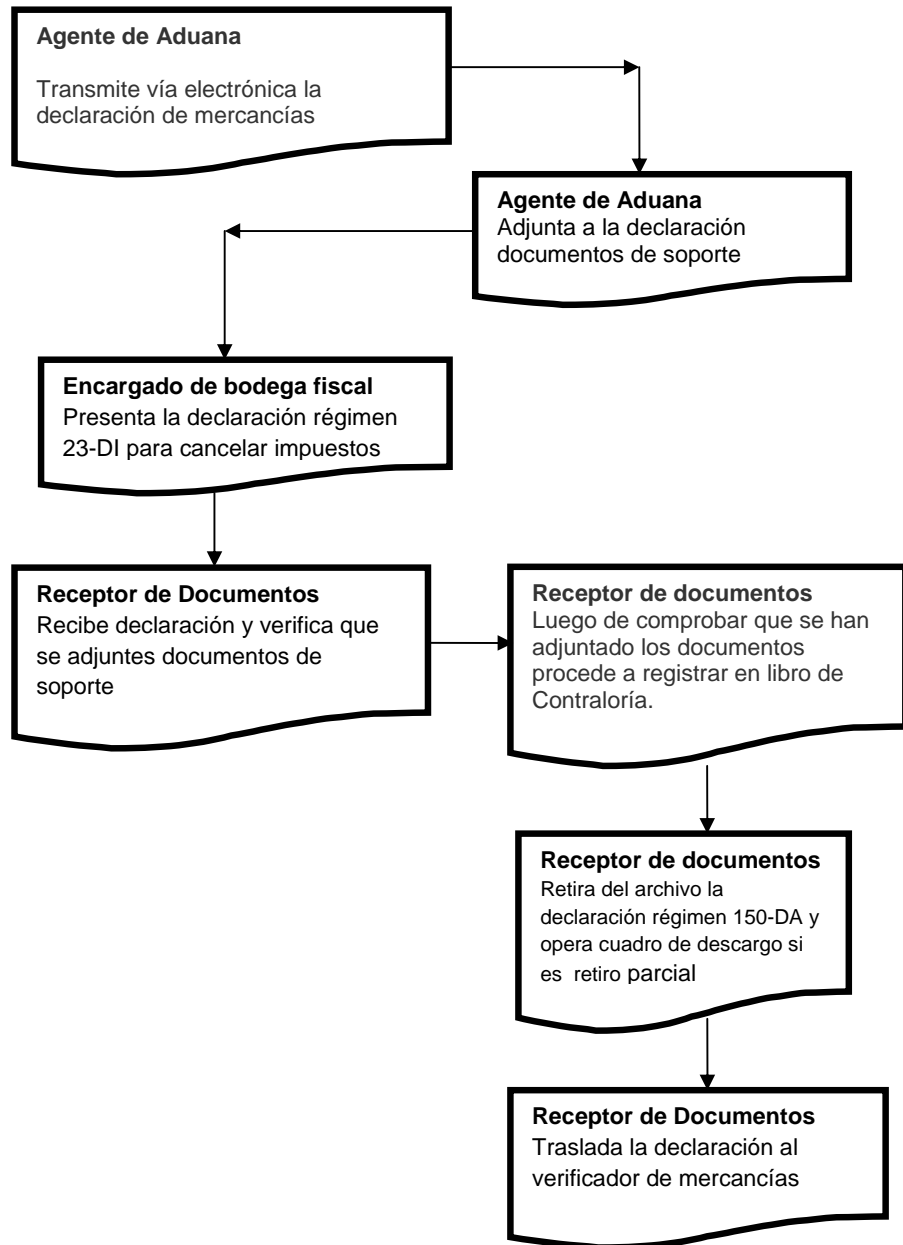 Agente de Aduana
Transmite vía electrónica la
declaración de mercancías
Agente de Aduana
Adjunta a la declaración
documentos de soporte
Encargado de bodega fiscal
Presenta la declaración régimen
23-DI para cancelar impuestos
Receptor de Documentos
Recibe declaración y verifica que
se adjuntes documentos de
soporte
Receptor de documentos
Luego de comprobar que se han
adjuntado los documentos
procede a registrar en libro de
Contraloría.
Receptor de documentos
Retira del archivo la
declaración régimen 150-DA y
opera cuadro de descargo si
es retiro parcial
Receptor de Documentos
Traslada la declaración al
verificador de mercancías